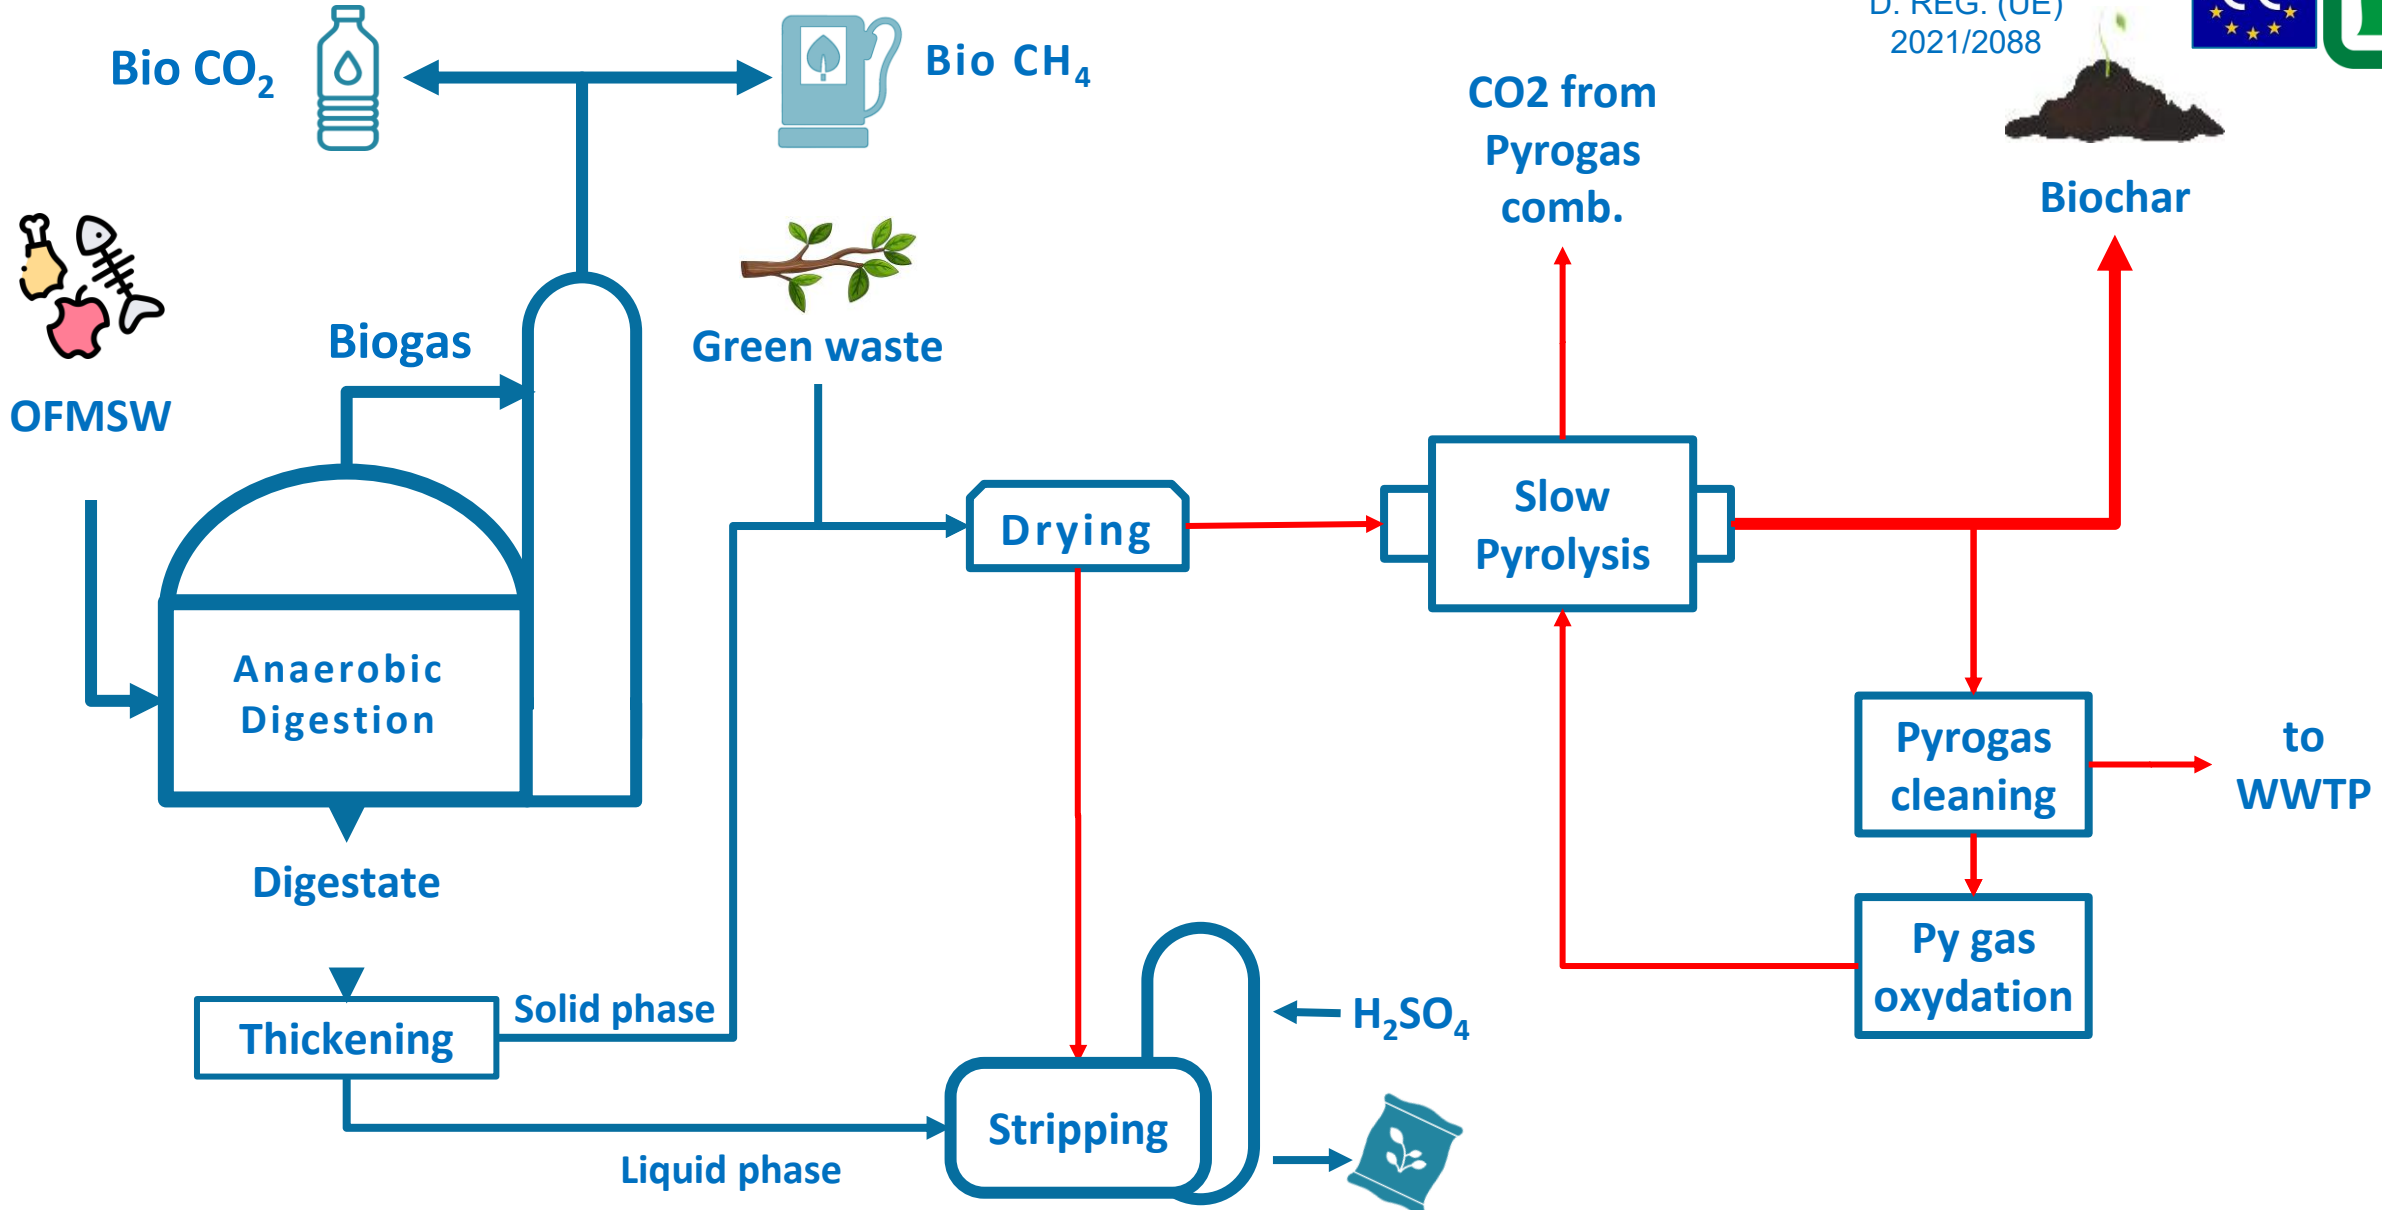 D. REG. (UE)
2021/2088
Bio CO₂
Bio CH₄
CO2 from
Pyrogas
comb.
Biochar
OFMSW
Biogas
Green waste
Anaerobic
Digestion
Drying
Slow
Pyrolysis
Pyrogas
cleaning
to
WWTP
Digestate
Py gas
oxydation
Thickening
Solid phase
Liquid phase
Stripping
H₂SO₄